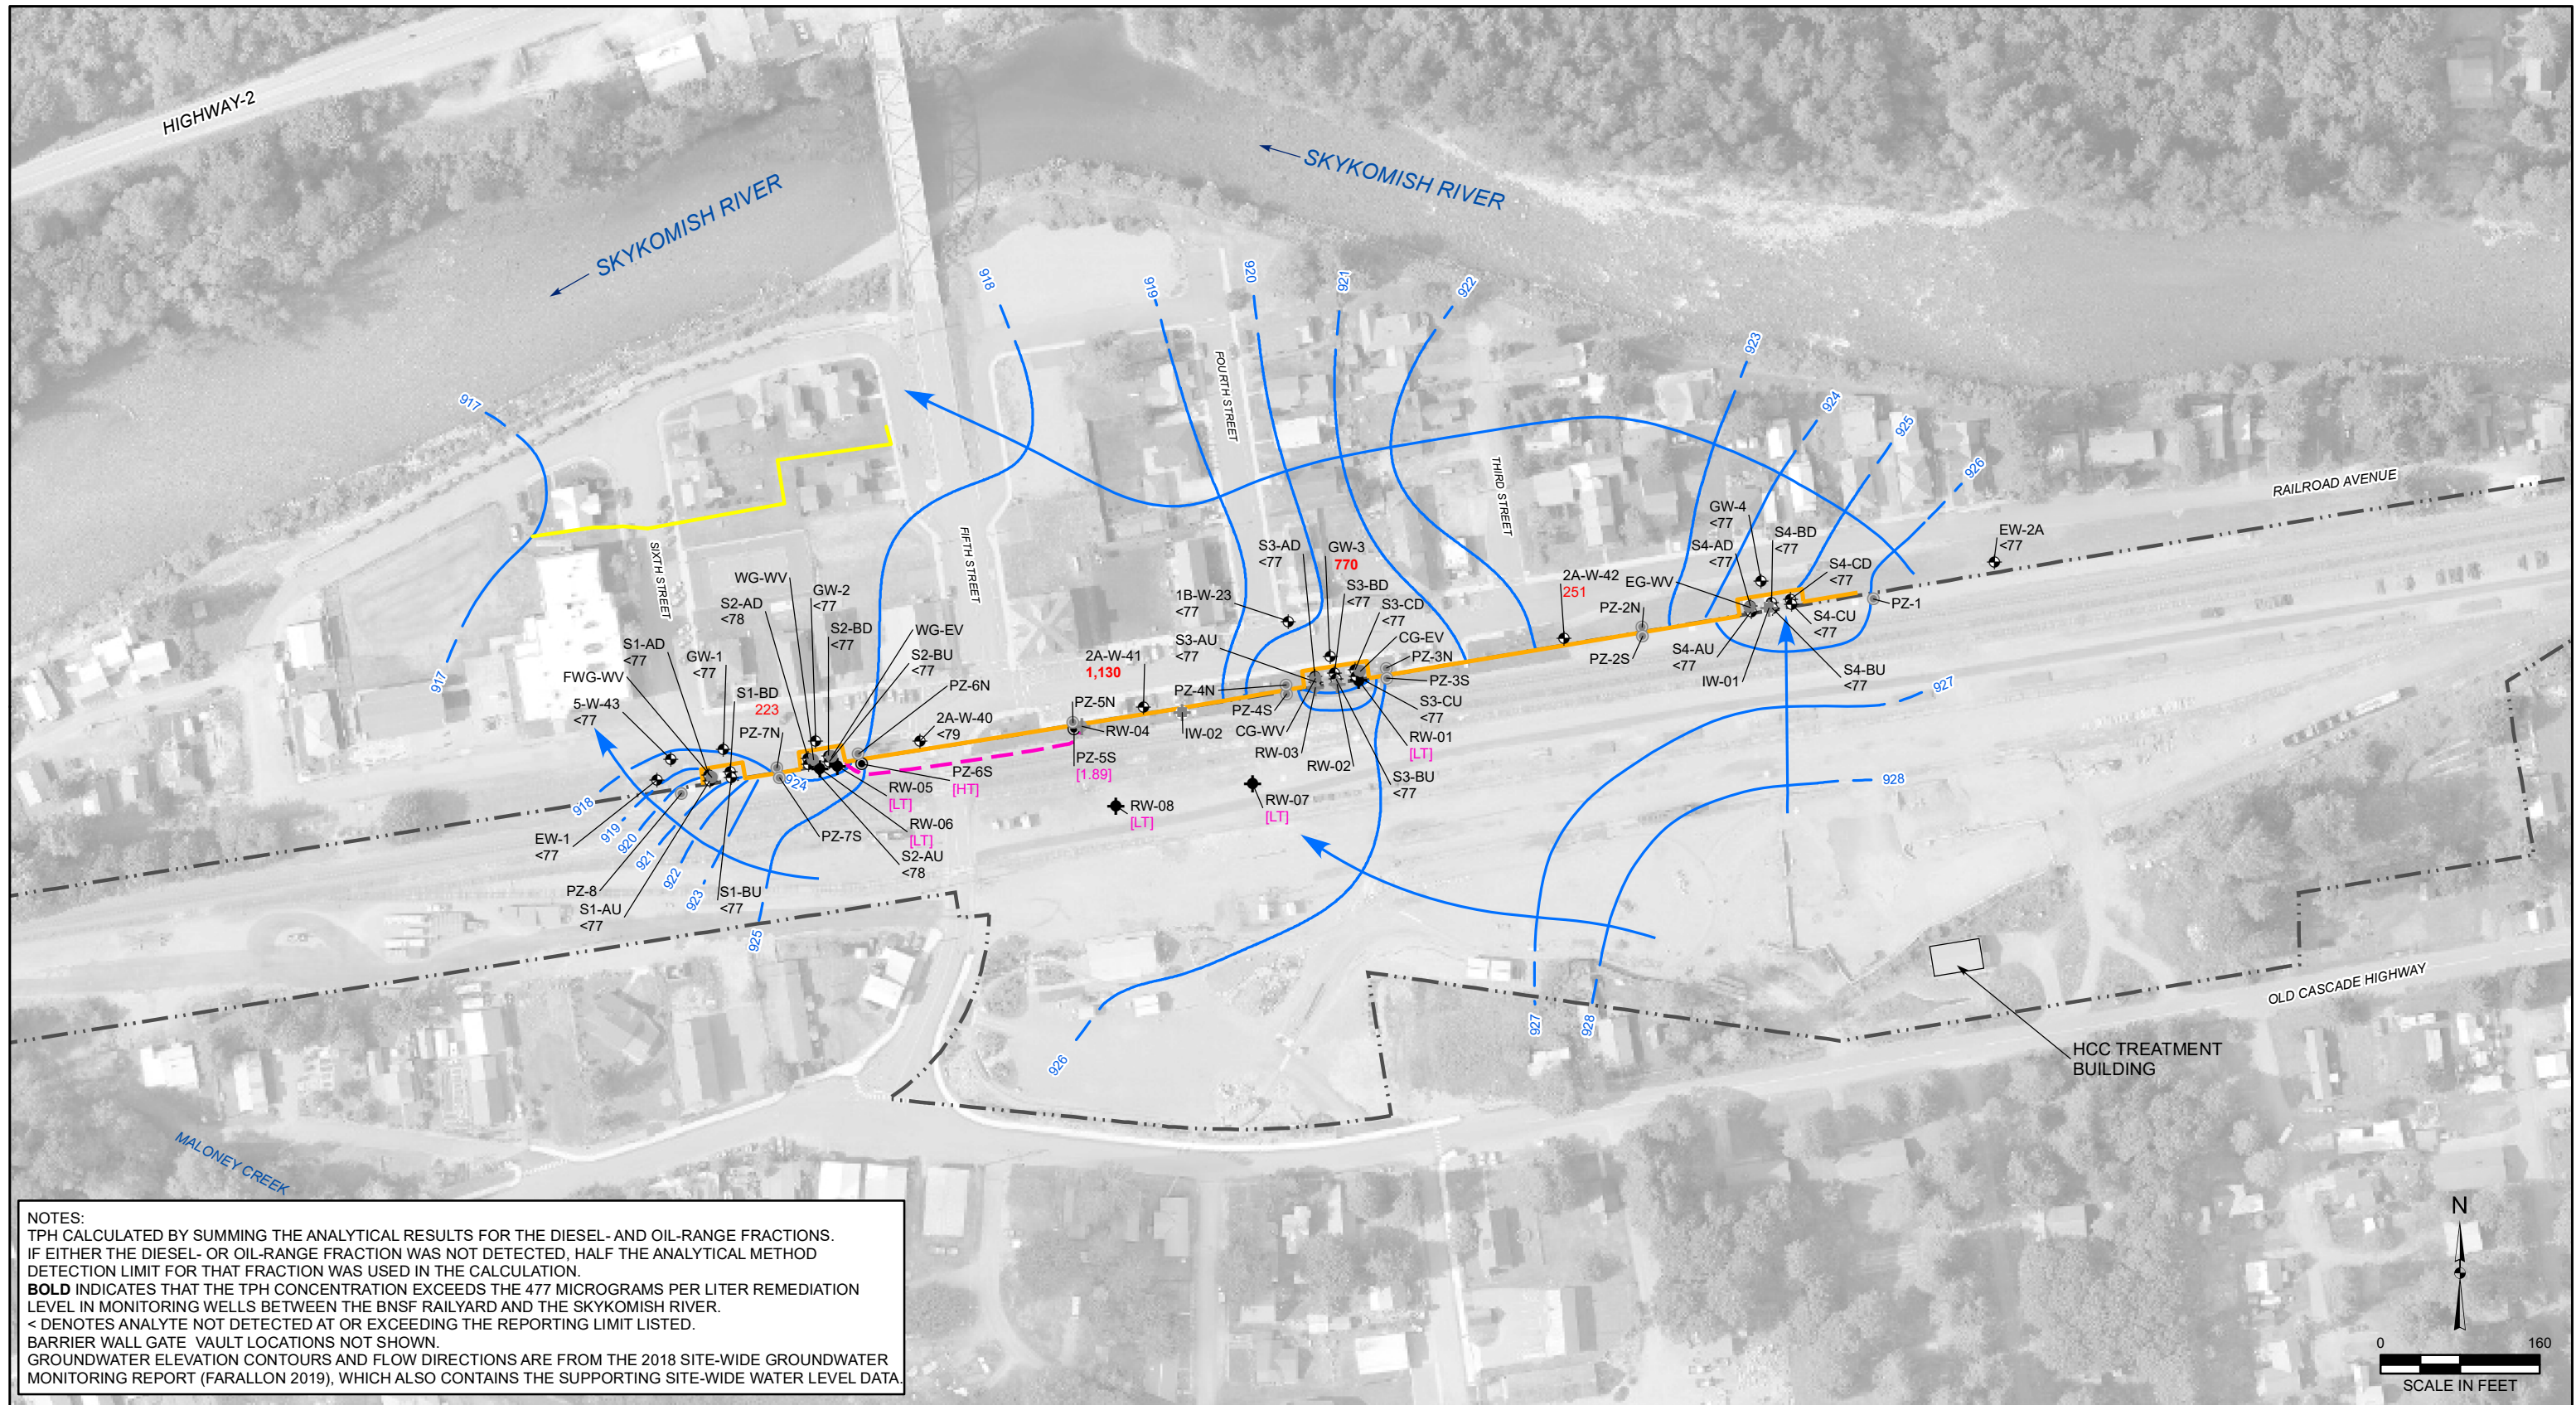 HIGHWAY-2
SKYKOMISH RIVER
SKYKOMISH RIVER
918
919
920
921
922
923
924
925
926
917
917
FOURTH STREET
THIRD STREET
FIFTH STREET
SIXTH STREET
RAILROAD AVENUE
EW-2A
<77
GW-4
<77
S4-BD
<77
S4-AD
<77
S4-CD
<77
EG-WV
PZ-1
S4-CU
<77
S4-AU
<77
S4-BU
<77
IW-01
2A-W-42
251
PZ-2N
PZ-2S
S3-AD
<77
GW-3
770
S3-BD
<77
S3-CD
<77
1B-W-23
<77
CG-EV
S3-AU
<77
PZ-3N
PZ-3S
PZ-4N
PZ-4S
S3-CU
<77
CG-WV
RW-03
RW-02
RW-01
[LT]
S3-BU
<77
2A-W-41
1,130
PZ-5N
RW-04
IW-02
PZ-5S
[1.89]
RW-08
[LT]
RW-07
[LT]
WG-WV
GW-2
<77
S2-AD
<78
S2-BD
<77
WG-EV
S2-BU
<77
PZ-6N
2A-W-40
<79
PZ-6S
[HT]
RW-05
[LT]
RW-06
[LT]
S2-AU
<78
PZ-7S
PZ-7N
924
S1-AD
<77
GW-1
<77
FWG-WV
S1-BD
223
5-W-43
<77
EW-1
<77
PZ-8
S1-AU
<77
S1-BU
<77
918
919
920
921
922
923
925
926
927
928
927
928
HCC TREATMENT
BUILDING
OLD CASCADE HIGHWAY
MALONEY CREEK
NOTES:
TPH CALCULATED BY SUMMING THE ANALYTICAL RESULTS FOR THE DIESEL- AND OIL-RANGE FRACTIONS.
IF EITHER THE DIESEL- OR OIL-RANGE FRACTION WAS NOT DETECTED, HALF THE ANALYTICAL METHOD
DETECTION LIMIT FOR THAT FRACTION WAS USED IN THE CALCULATION.
BOLD INDICATES THAT THE TPH CONCENTRATION EXCEEDS THE 477 MICROGRAMS PER LITER REMEDIATION
LEVEL IN MONITORING WELLS BETWEEN THE BNSF RAILYARD AND THE SKYKOMISH RIVER.
< DENOTES ANALYTE NOT DETECTED AT OR EXCEEDING THE REPORTING LIMIT LISTED.
BARRIER WALL GATE VAULT LOCATIONS NOT SHOWN.
GROUNDWATER ELEVATION CONTOURS AND FLOW DIRECTIONS ARE FROM THE 2018 SITE-WIDE GROUNDWATER
MONITORING REPORT (FARALLON 2019), WHICH ALSO CONTAINS THE SUPPORTING SITE-WIDE WATER LEVEL DATA.
N
0 160
SCALE IN FEET